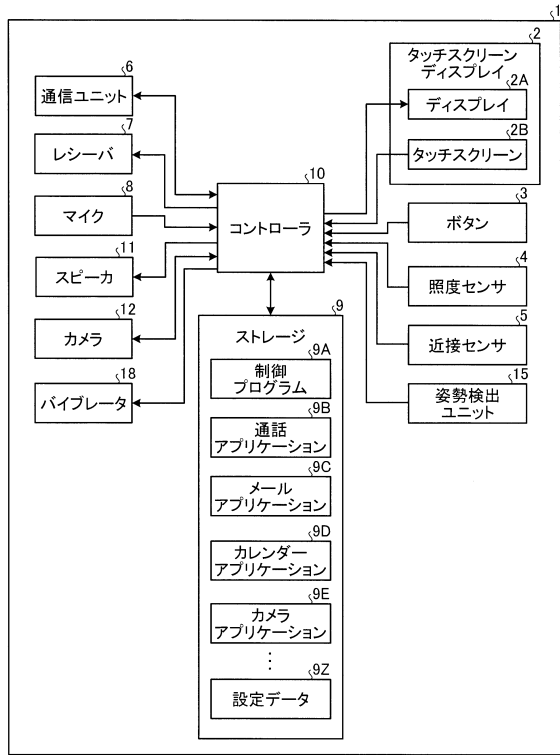 1
6
通信ユニット
7
レシーバ
8
マイク
11
スピーカ
12
カメラ
18
バイブレータ
10
コントローラ
2
タッチスクリーン
ディスプレイ
2A
ディスプレイ
2B
タッチスクリーン
3
ボタン
4
照度センサ
5
近接センサ
15
姿勢検出
ユニット
9
ストレージ
9A
制御
プログラム
9B
通話
アプリケーション
9C
メール
アプリケーション
9D
カレンダー
アプリケーション
9E
カメラ
アプリケーション
⋮
9Z
設定データ